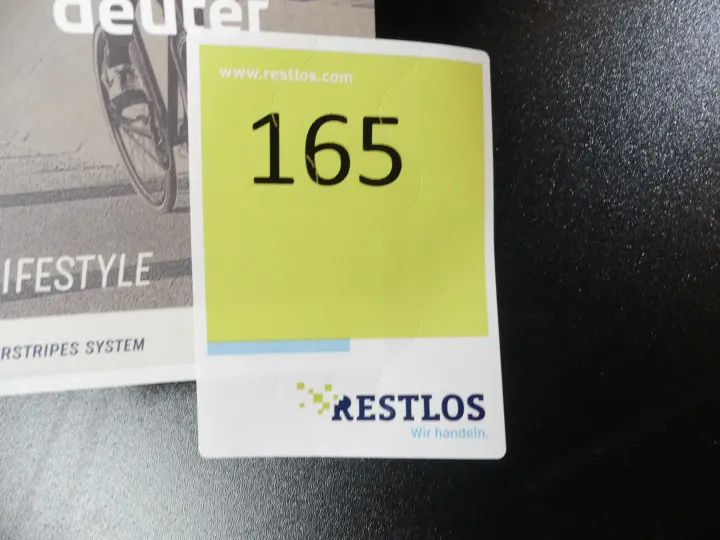 deuter
IFESTYLE
RSTRIPES SYSTEM
www.restlos.com
165
RESTLOS
Wir handeln.